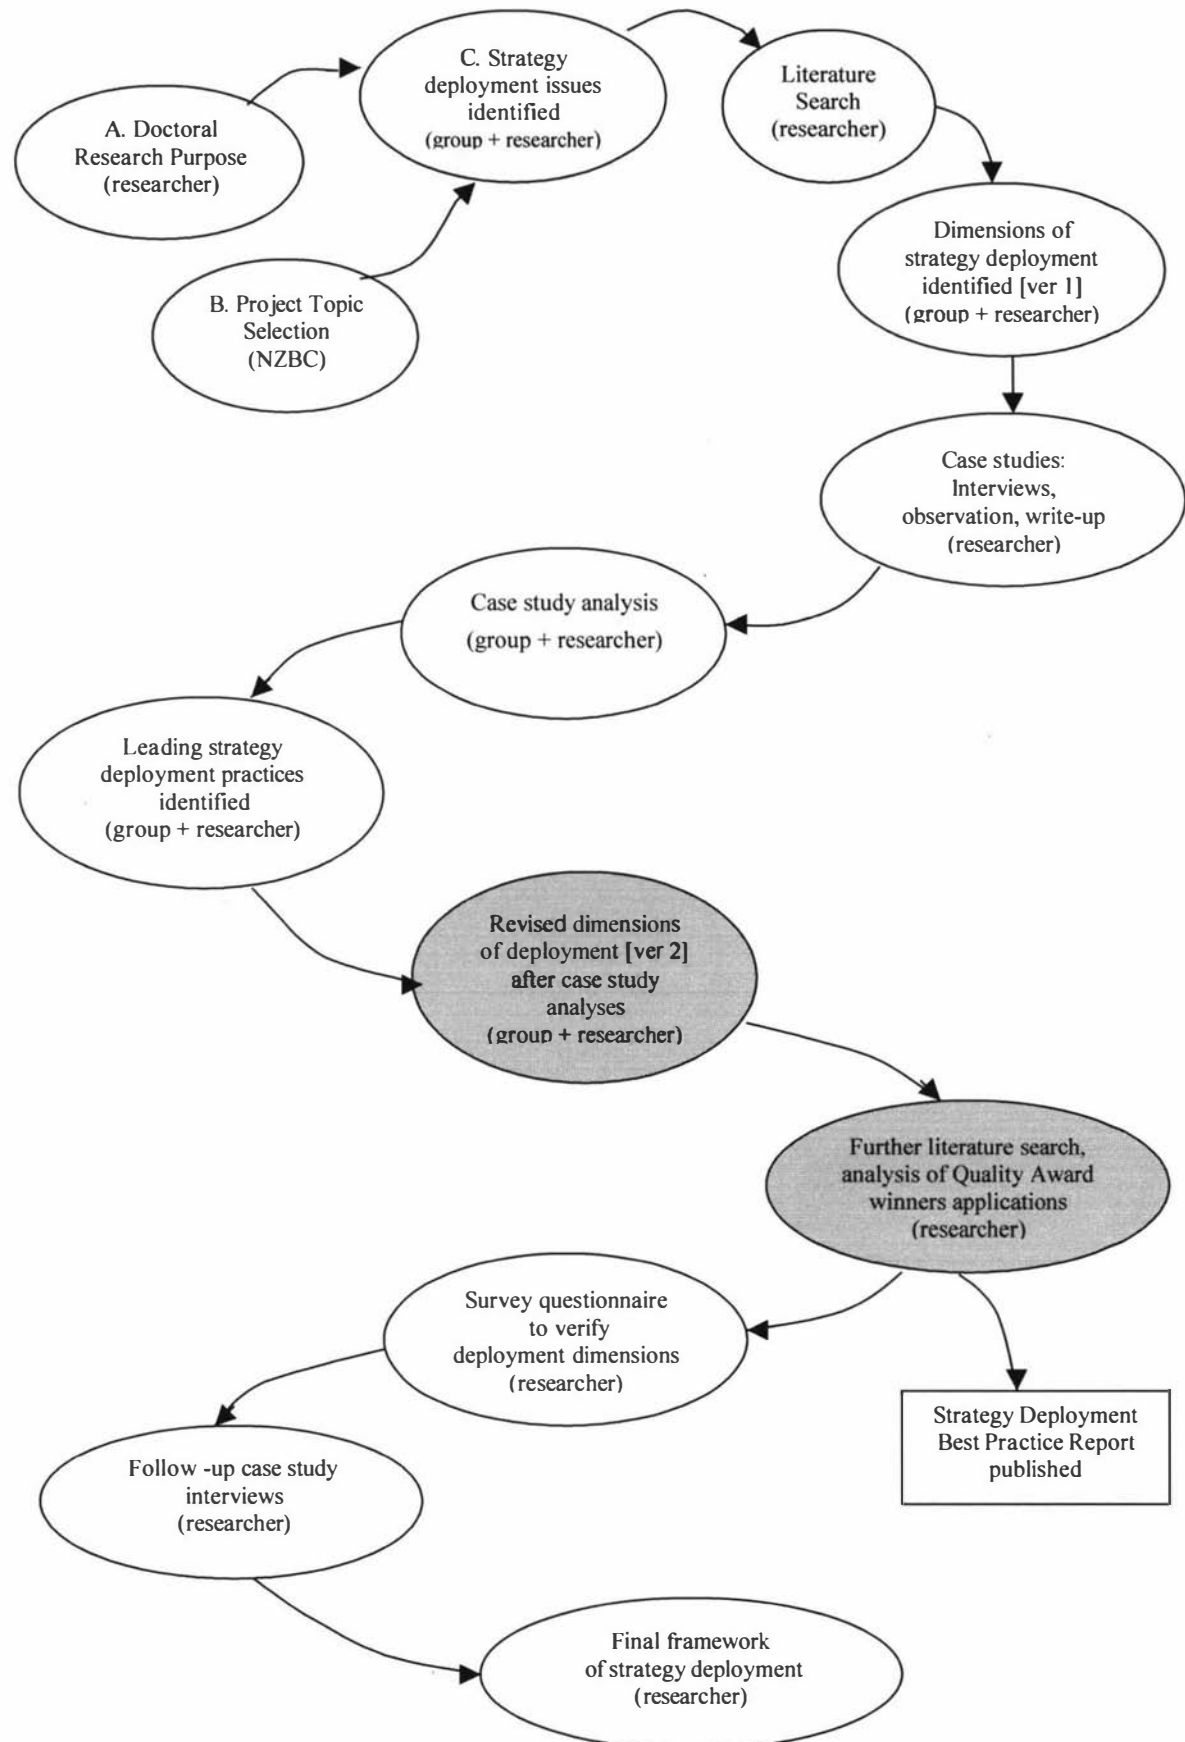 C. Strategy
deployment issues
identified
(group + researcher)
Literature
Search
(researcher)
A. Doctoral
Research Purpose
(researcher)
Dimensions of
strategy deployment
identified [ver 1]
(group + researcher)
B. Project Topic
Selection
(NZBC)
Case studies:
Interviews,
observation, write-up
(researcher)
Case study analysis
(group + researcher)
Leading strategy
deployment practices
identified
(group + researcher)
Revised dimensions
of deployment [ver 2]
after case study
analyses
(group + researcher)
Further literature search,
analysis of Quality Award
winners applications
(researcher)
Survey questionnaire
to verify
deployment dimensions
(researcher)
Strategy Deployment
Best Practice Report
published
Follow -up case study
interviews
(researcher)
Final framework
of strategy deployment
(researcher)